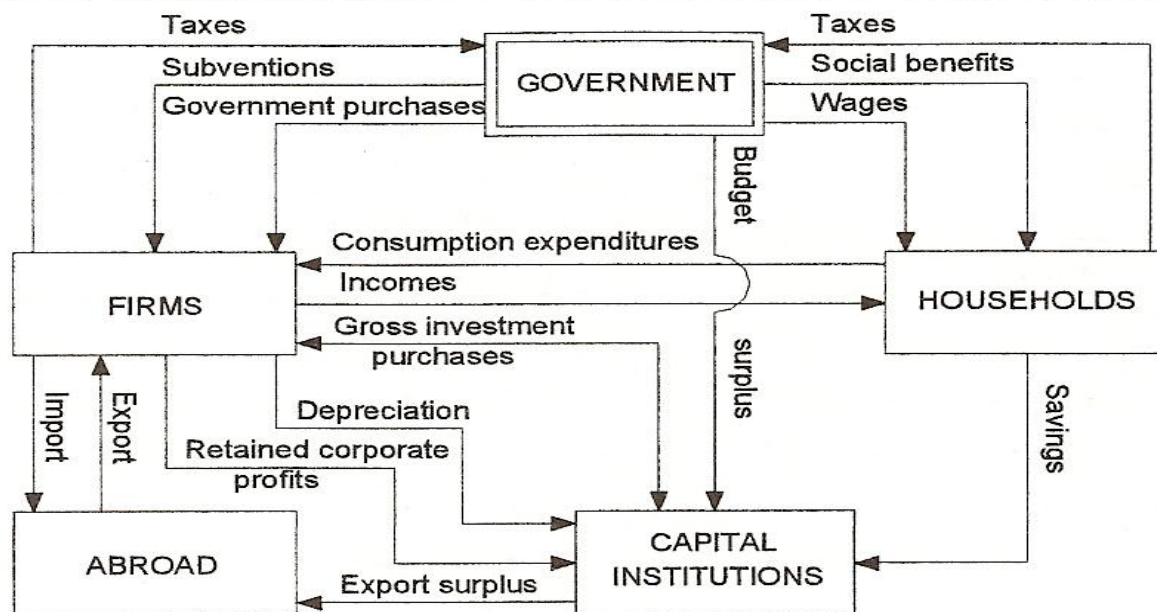 Taxes
Taxes
Subventions
GOVERNMENT
Social benefits
Government purchases
Wages
Budget
Consumption expenditures
FIRMS
Incomes
HOUSEHOLDS
Gross investment
purchases
surplus
Import
Export
Depreciation
Savings
Retained corporate
profits
ABROAD
CAPITAL
INSTITUTIONS
Export surplus